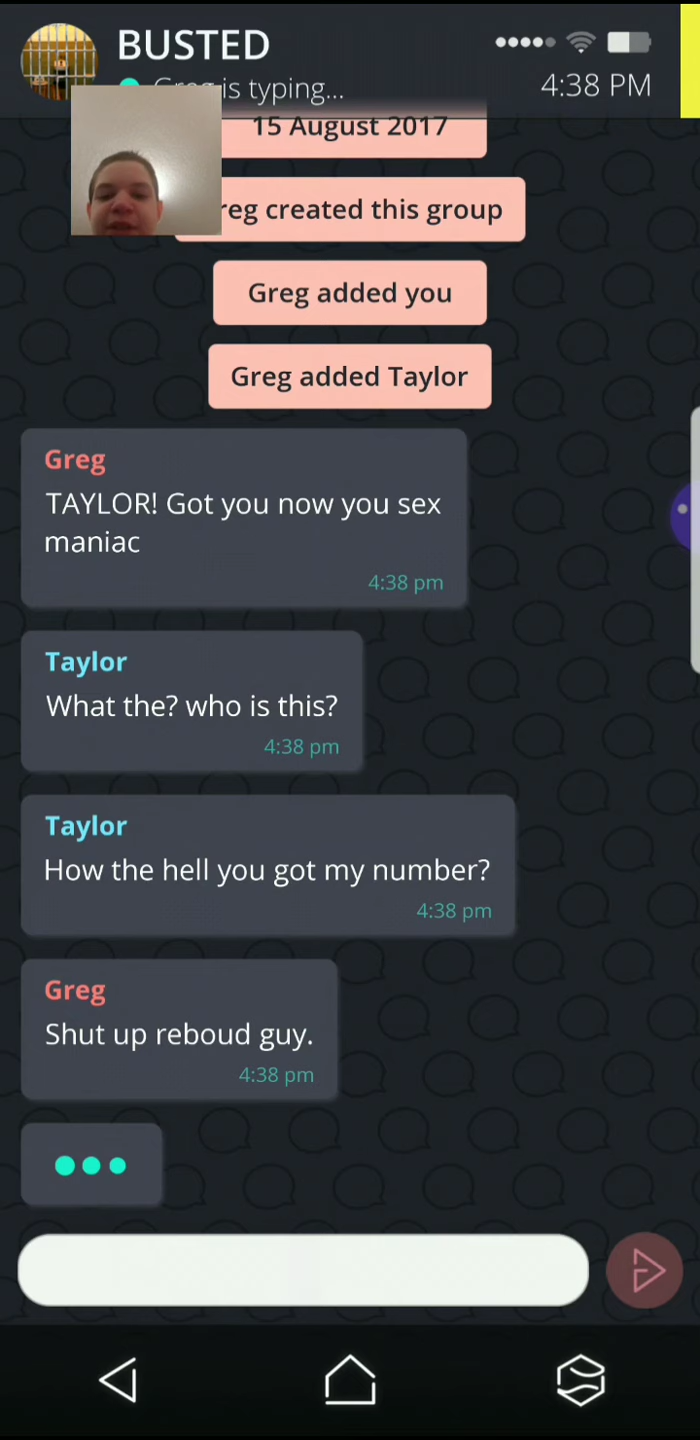 BUSTED
Greg is typing...
4:38 PM
15 August 2017
reg created this group
Greg added you
Greg added Taylor
Greg
TAYLOR! Got you now you sex
maniac
4:38 pm
Taylor
What the? who is this?
4:38 pm
Taylor
How the hell you got my number?
4:38 pm
Greg
Shut up reboud guy.
4:38 pm